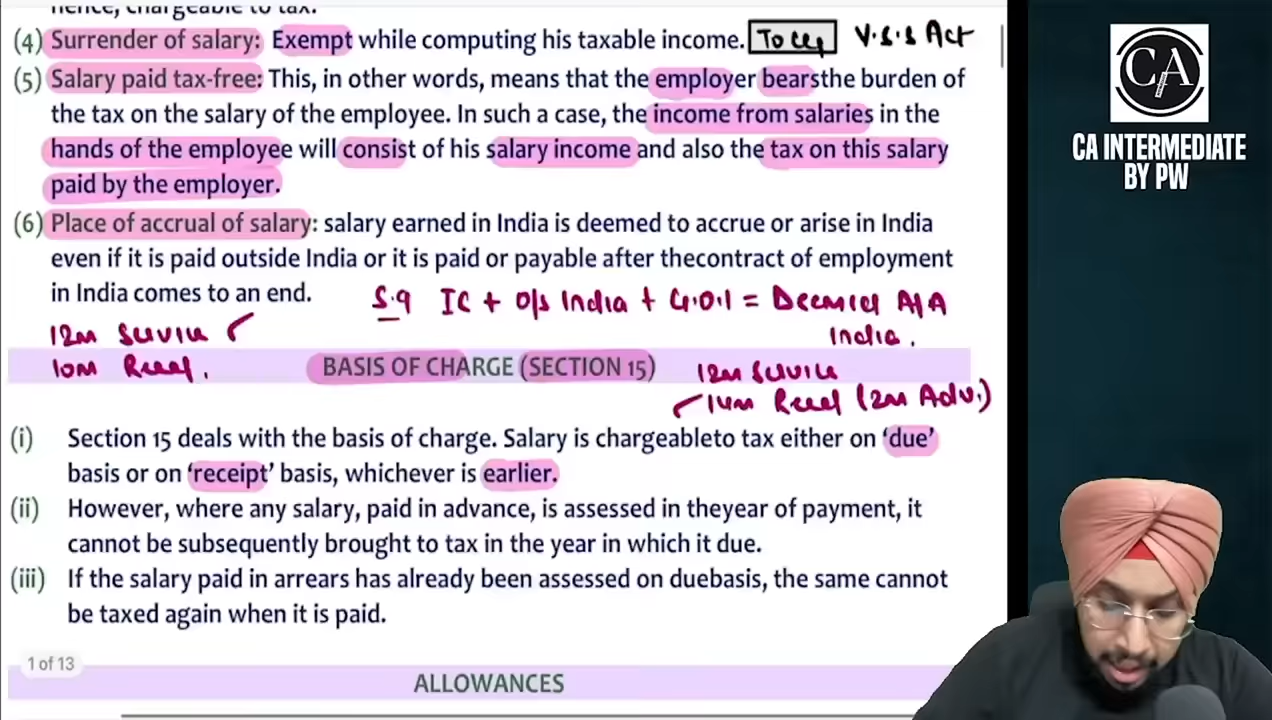 hence, chargeable to tax.
(4) Surrender of salary: Exempt while computing his taxable income. To CG V.S.S Act
(5) Salary paid tax-free: This, in other words, means that the employer bearsthe burden of
the tax on the salary of the employee. In such a case, the income from salaries in the
hands of the employee will consist of his salary income and also the tax on this salary
paid by the employer.
(6) Place of accrual of salary: salary earned in India is deemed to accrue or arise in India
even if it is paid outside India or it is paid or payable after thecontract of employment
in India comes to an end. S.9 IC + O/s India + G.O.I = Deemed A/A
India.
12m Service
10m Recd.
BASIS OF CHARGE (SECTION 15)
12m Service
14m Recd (2m Adv.)
(i) Section 15 deals with the basis of charge. Salary is chargeableto tax either on ‘due’
basis or on ‘receipt’ basis, whichever is earlier.
(ii) However, where any salary, paid in advance, is assessed in theyear of payment, it
cannot be subsequently brought to tax in the year in which it due.
(iii) If the salary paid in arrears has already been assessed on duebasis, the same cannot
be taxed again when it is paid.
1 of 13
ALLOWANCES
CA
CA INTERMEDIATE
BY PW